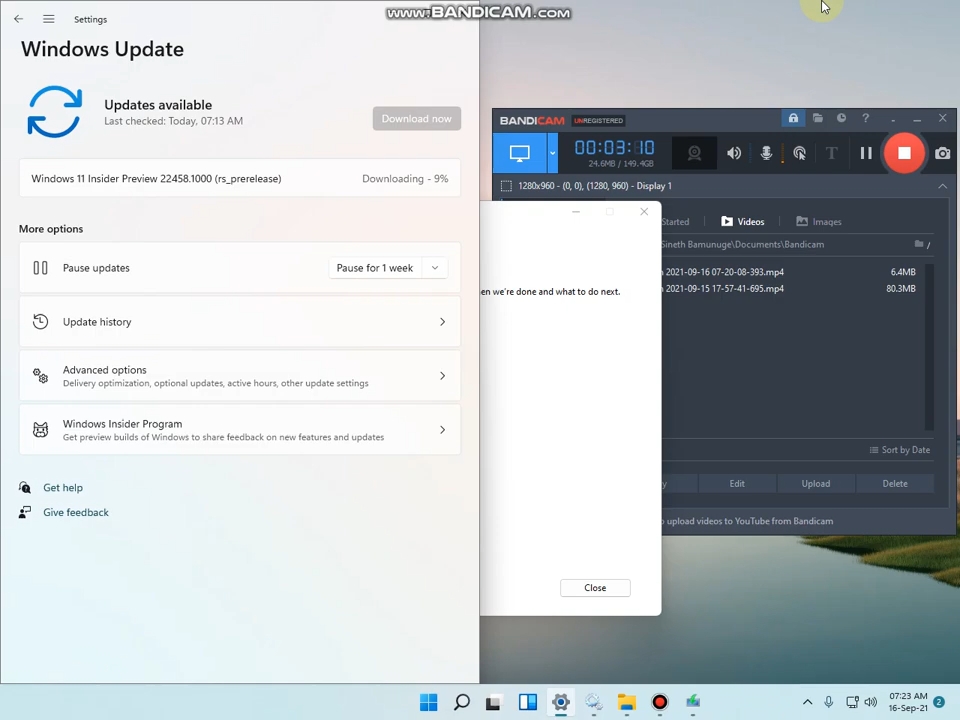 Settings
www.BANDICAM.com
Windows Update
Updates available
Last checked: Today, 07:13 AM
Download now
Windows 11 Insider Preview 22458.1000 (rs_prerelease)
Downloading - 9%
More options
Pause updates
Pause for 1 week
Update history
Advanced options
Delivery optimization, optional updates, active hours, other update settings
Windows Insider Program
Get preview builds of Windows to share feedback on new features and updates
Get help
Give feedback
BANDICAM UNREGISTERED
00:03:10
24.6MB / 149.4GB
1280x960 - (0, 0), (1280, 960) - Display 1
Started
Videos
Images
Sineth Bamunuge\Documents\Bandicam
2021-09-16 07-20-08-393.mp4 6.4MB
2021-09-15 17-57-41-695.mp4 80.3MB
we're done and what to do next.
Sort by Date
Edit
Upload
Delete
upload videos to YouTube from Bandicam
Close
07:23 AM
16-Sep-21
2